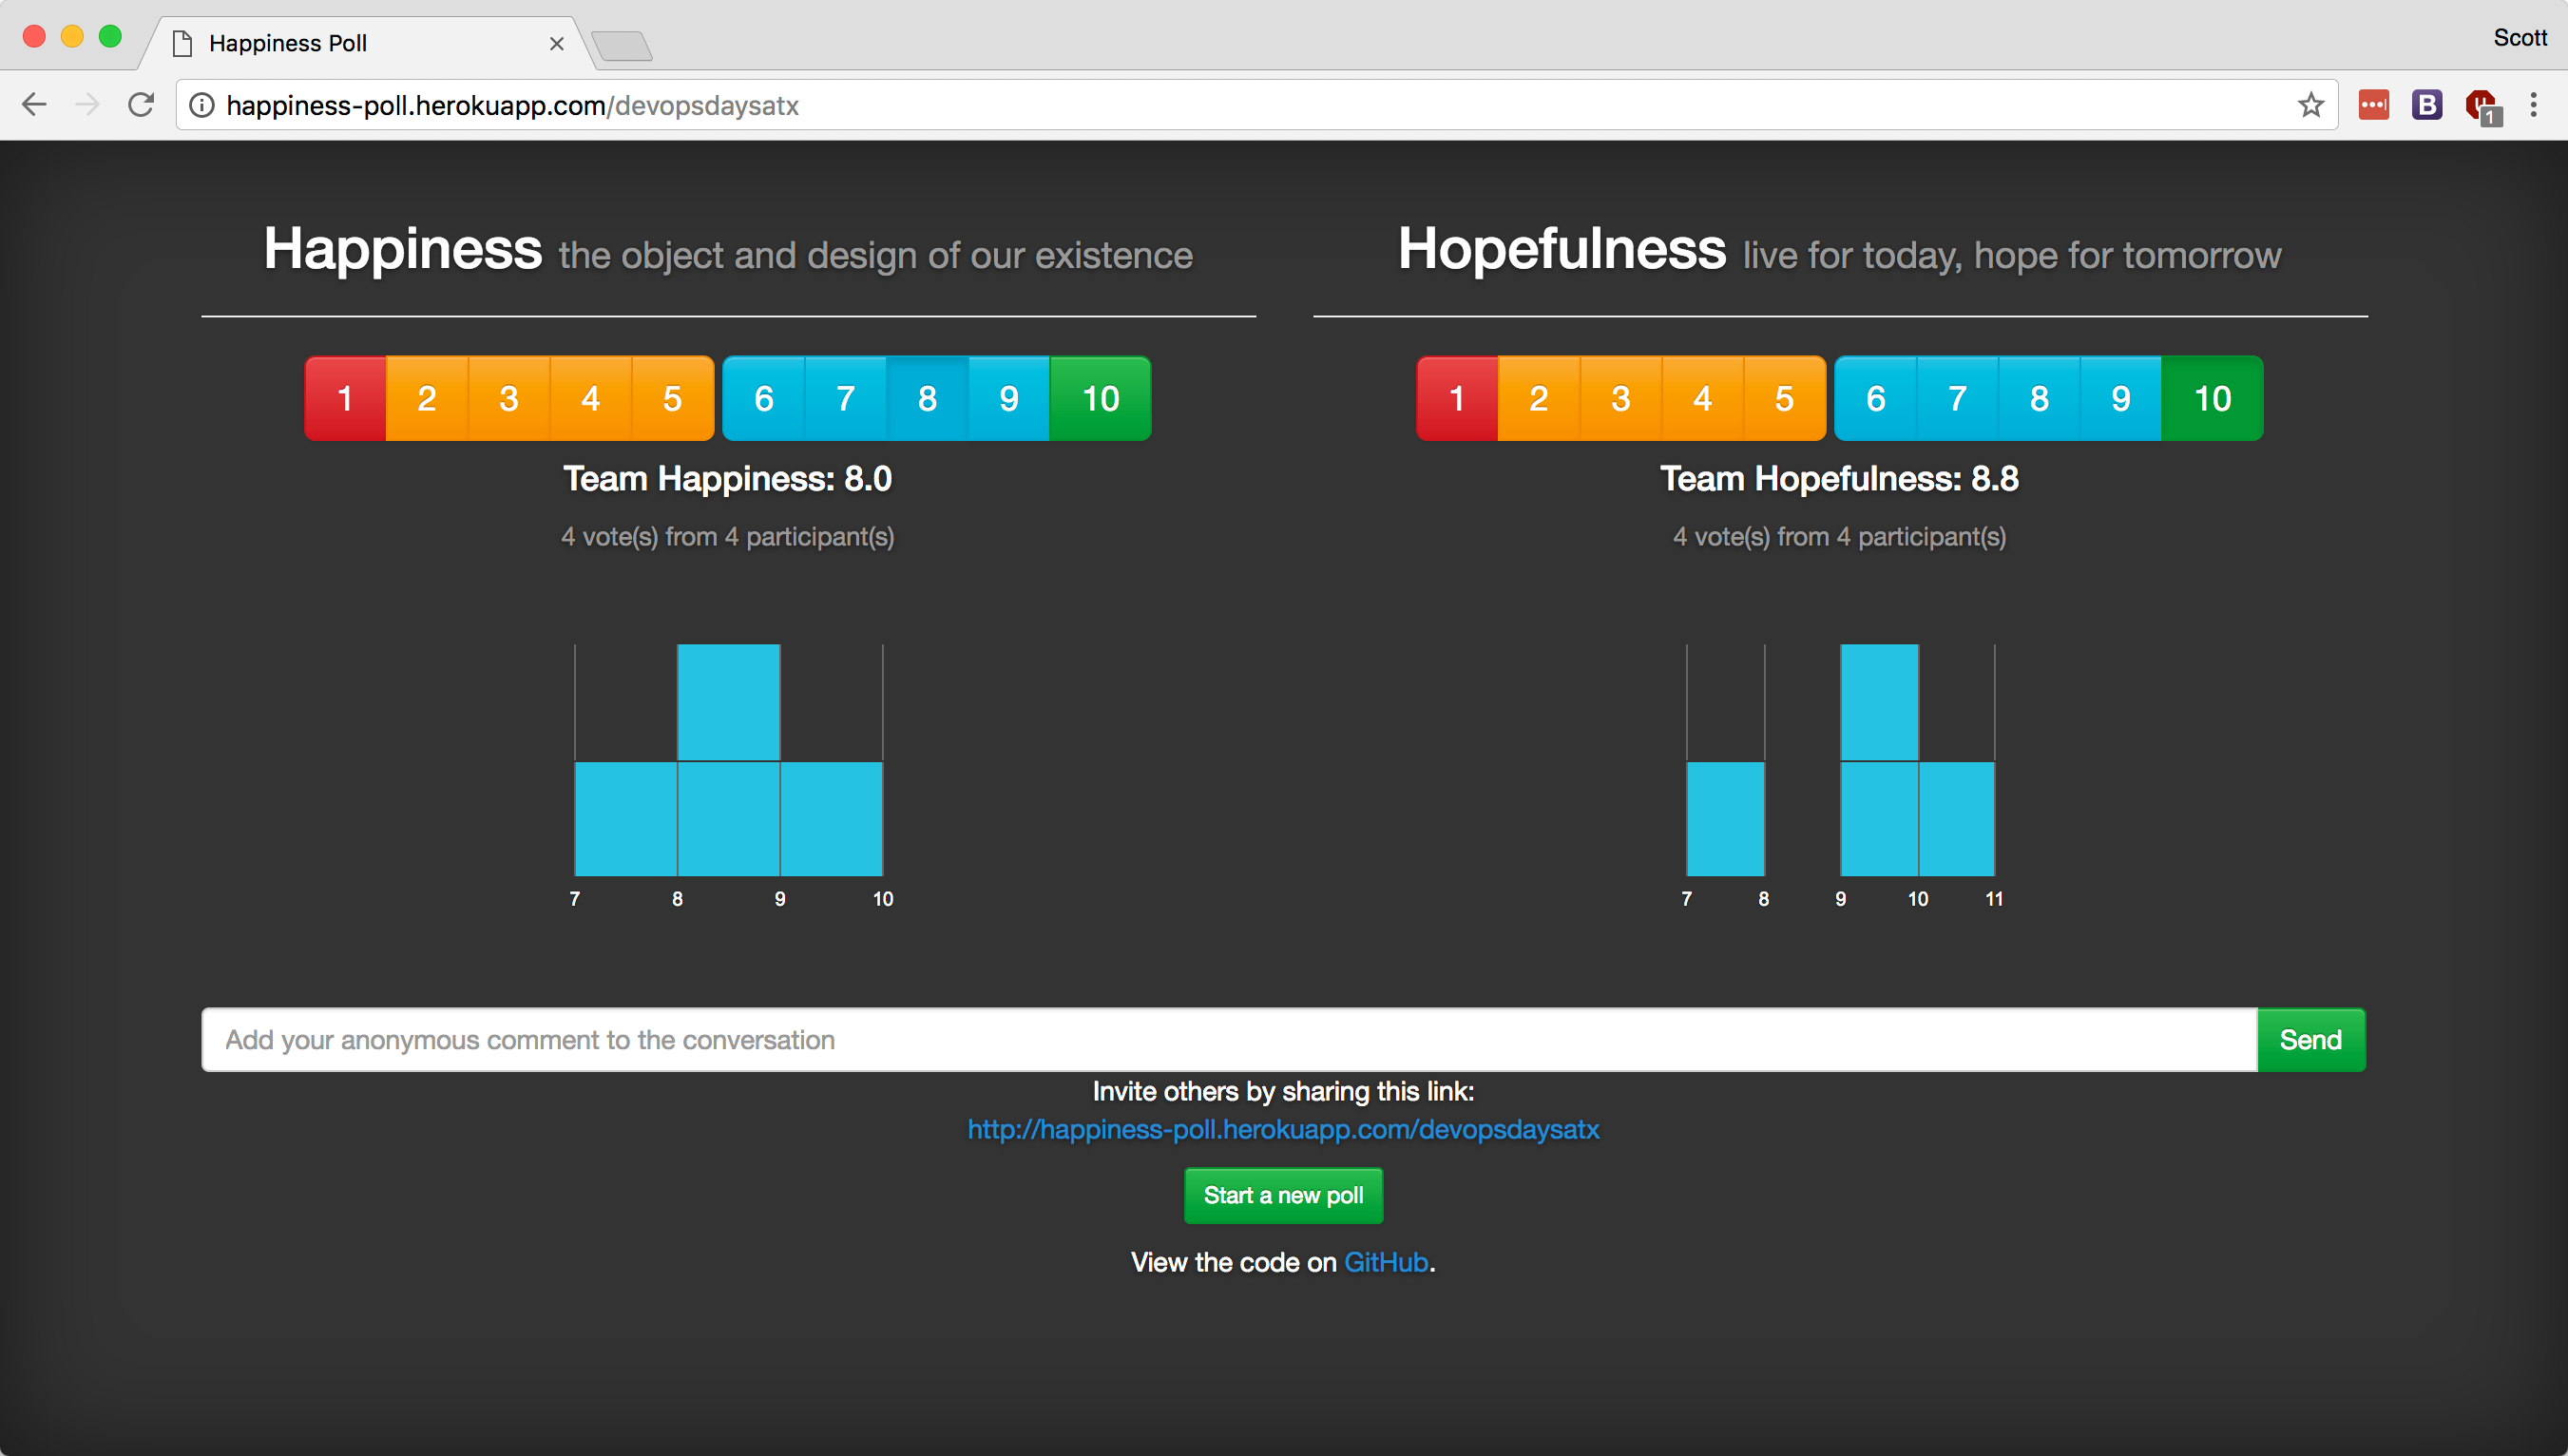 Happiness Poll
Scott
happiness-poll.herokuapp.com/devopsdaysatx
B
1
Happiness the object and design of our existence
1 2 3 4 5 6 7 8 9 10
Team Happiness: 8.0
4 vote(s) from 4 participant(s)
7 8 9 10
Hopefulness live for today, hope for tomorrow
1 2 3 4 5 6 7 8 9 10
Team Hopefulness: 8.8
4 vote(s) from 4 participant(s)
7 8 9 10 11
Add your anonymous comment to the conversation
Send
Invite others by sharing this link:
http://happiness-poll.herokuapp.com/devopsdaysatx
Start a new poll
View the code on GitHub.